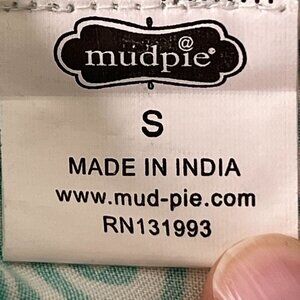 @
mudpie®
S
MADE IN INDIA
www.mud-pie.com
RN131993